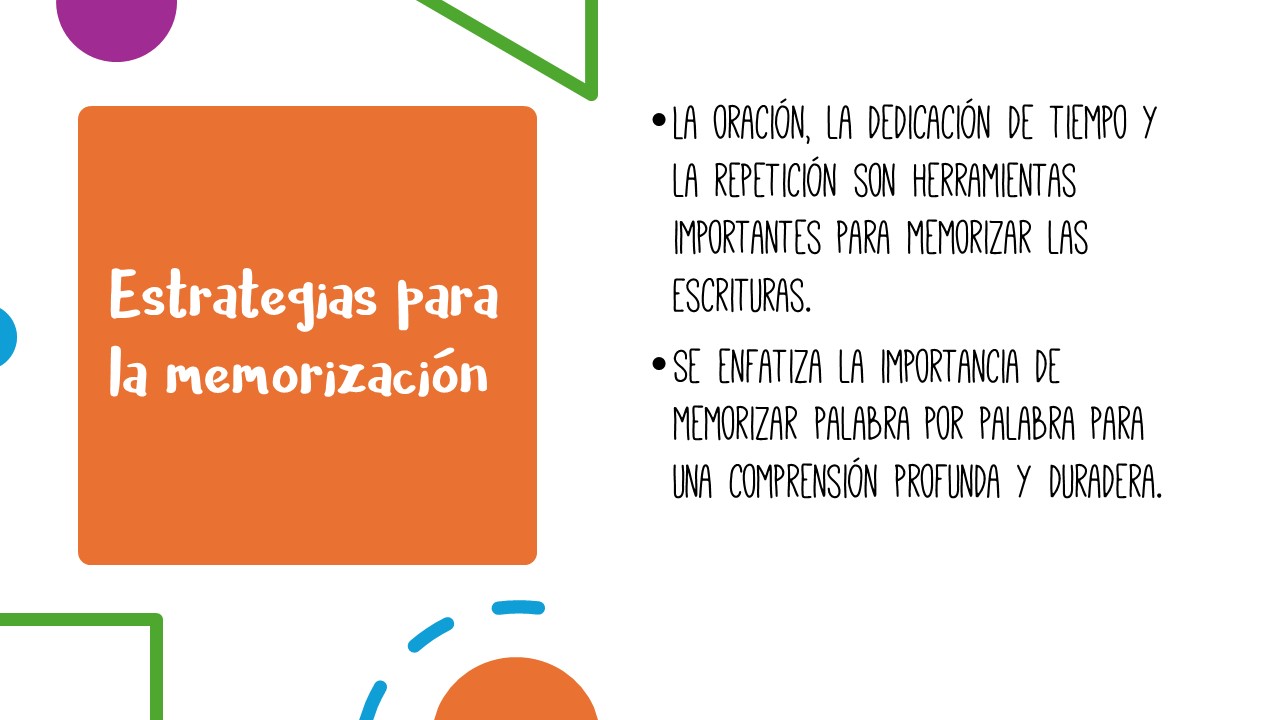 Estrategias para
la memorización
•LA ORACIÓN, LA DEDICACIÓN DE TIEMPO Y
LA REPETICIÓN SON HERRAMIENTAS
IMPORTANTES PARA MEMORIZAR LAS
ESCRITURAS.
•SE ENFATIZA LA IMPORTANCIA DE
MEMORIZAR PALABRA POR PALABRA PARA
UNA COMPRENSIÓN PROFUNDA Y DURADERA.